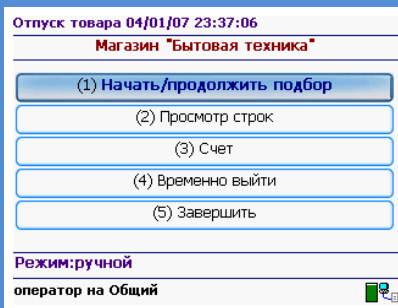 Отпуск товара 04/01/07 23:37:06
Магазин "Бытовая техника"
(1) Начать/продолжить подбор
(2) Просмотр строк
(3) Счет
(4) Временно выйти
(5) Завершить
Режим:ручной
оператор на Общий